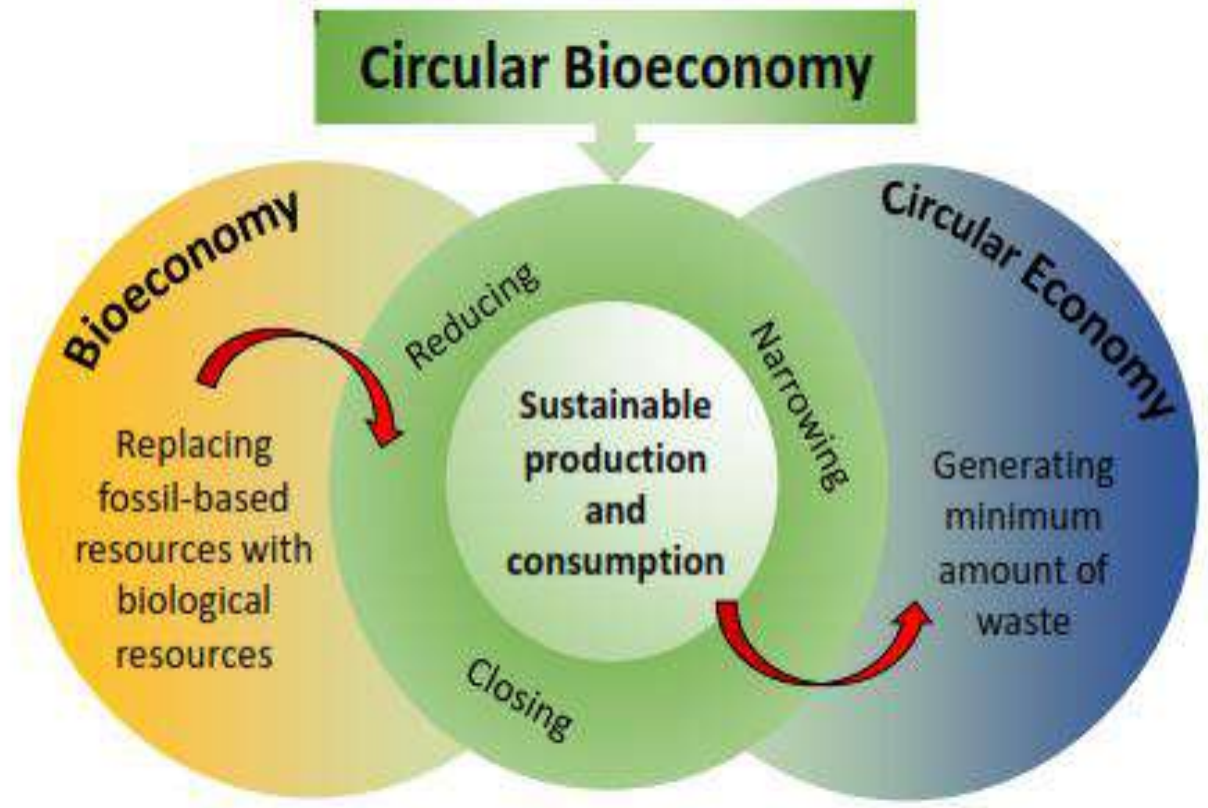 Circular Bioeconomy
Bioeconomy
Replacing
fossil-based
resources with
biological
resources
Reducing
Narrowing
Closing
Sustainable
production
and
consumption
Circular Economy
Generating
minimum
amount of
waste